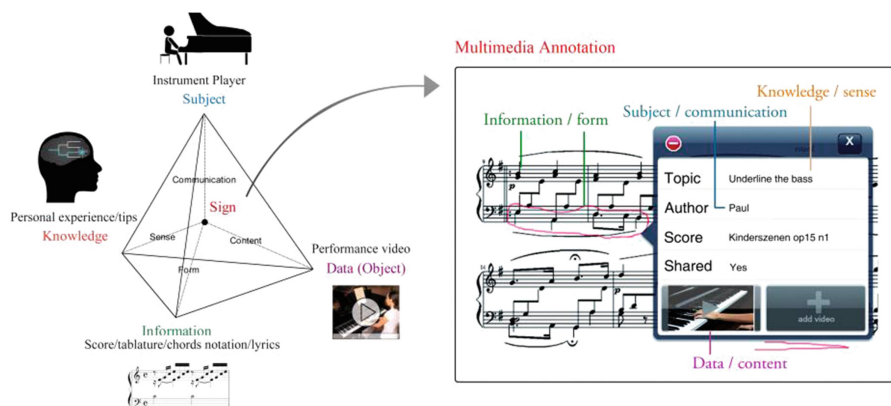 Instrument Player
Subject
Communication
Sign
Personal experience/tips
Knowledge
Sense
Content
Form
Performance video
Data (Object)
Information
Score/tablature/chords notation/lyrics
Multimedia Annotation
Knowledge / sense
Subject / communication
Information / form
X
Topic Underline the bass
Author Paul
Score Kinderszenen op15 n1
Shared Yes
add video
Data / content